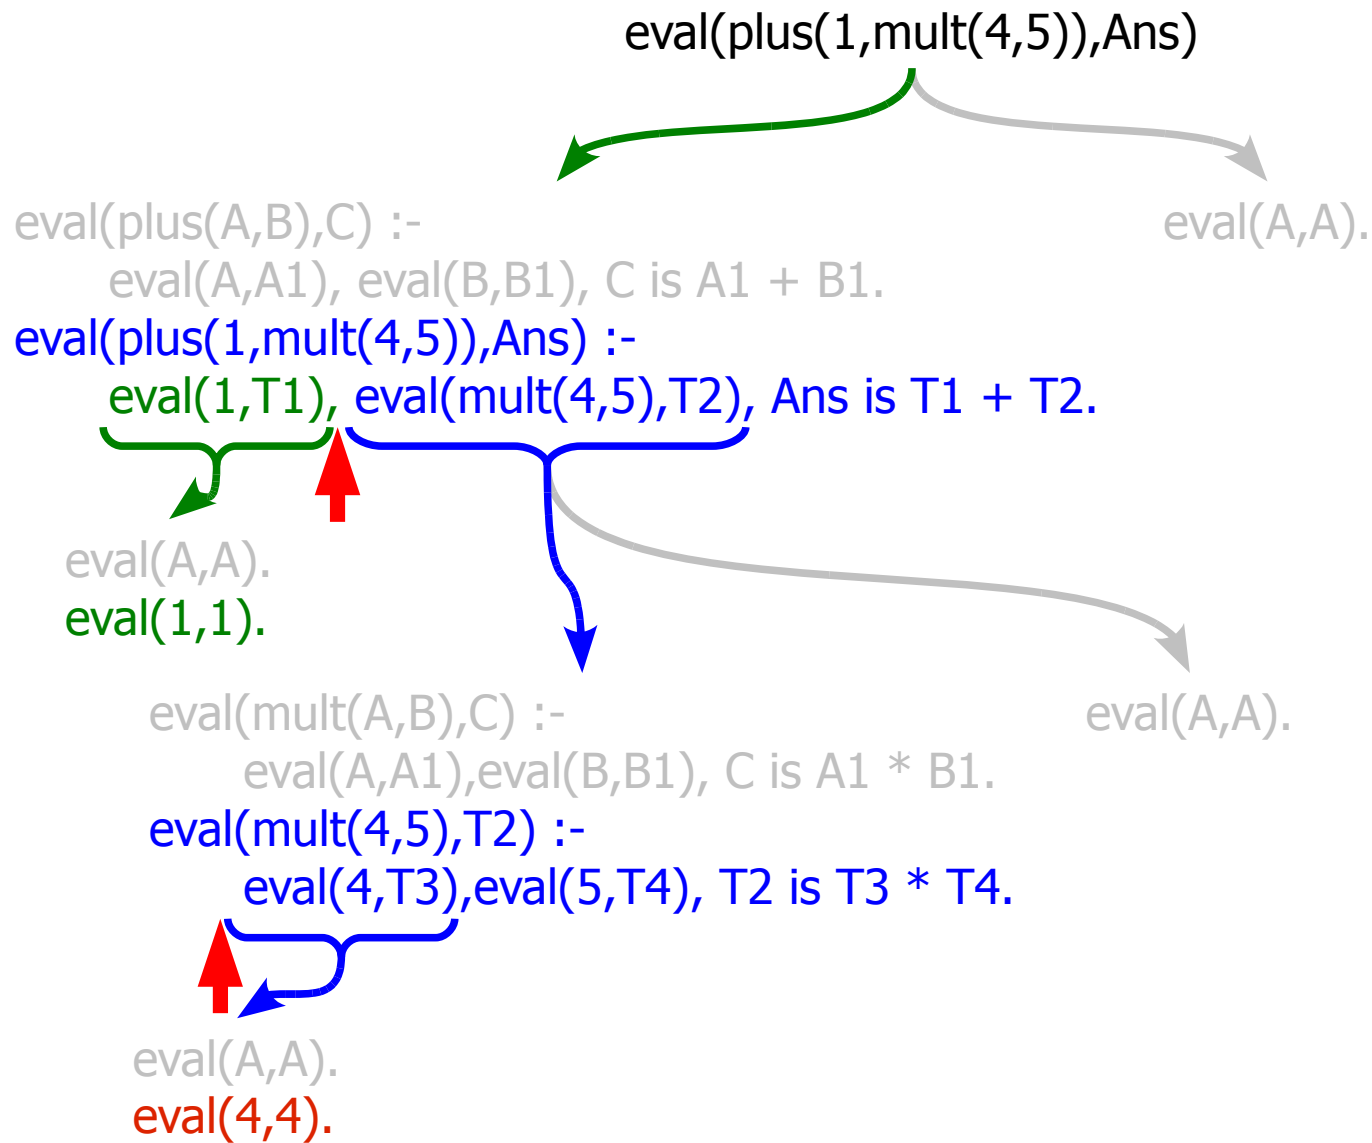 eval(plus(1,mult(4,5)),Ans)
eval(plus(A,B),C) :-
eval(A,A).
eval(A,A1), eval(B,B1), C is A1 + B1.
eval(plus(1,mult(4,5)),Ans) :-
eval(1,T1), eval(mult(4,5),T2), Ans is T1 + T2.
eval(A,A).
eval(1,1).
eval(mult(A,B),C) :-
eval(A,A).
eval(A,A1),eval(B,B1), C is A1 * B1.
eval(mult(4,5),T2) :-
eval(4,T3),eval(5,T4), T2 is T3 * T4.
eval(A,A).
eval(4,4).